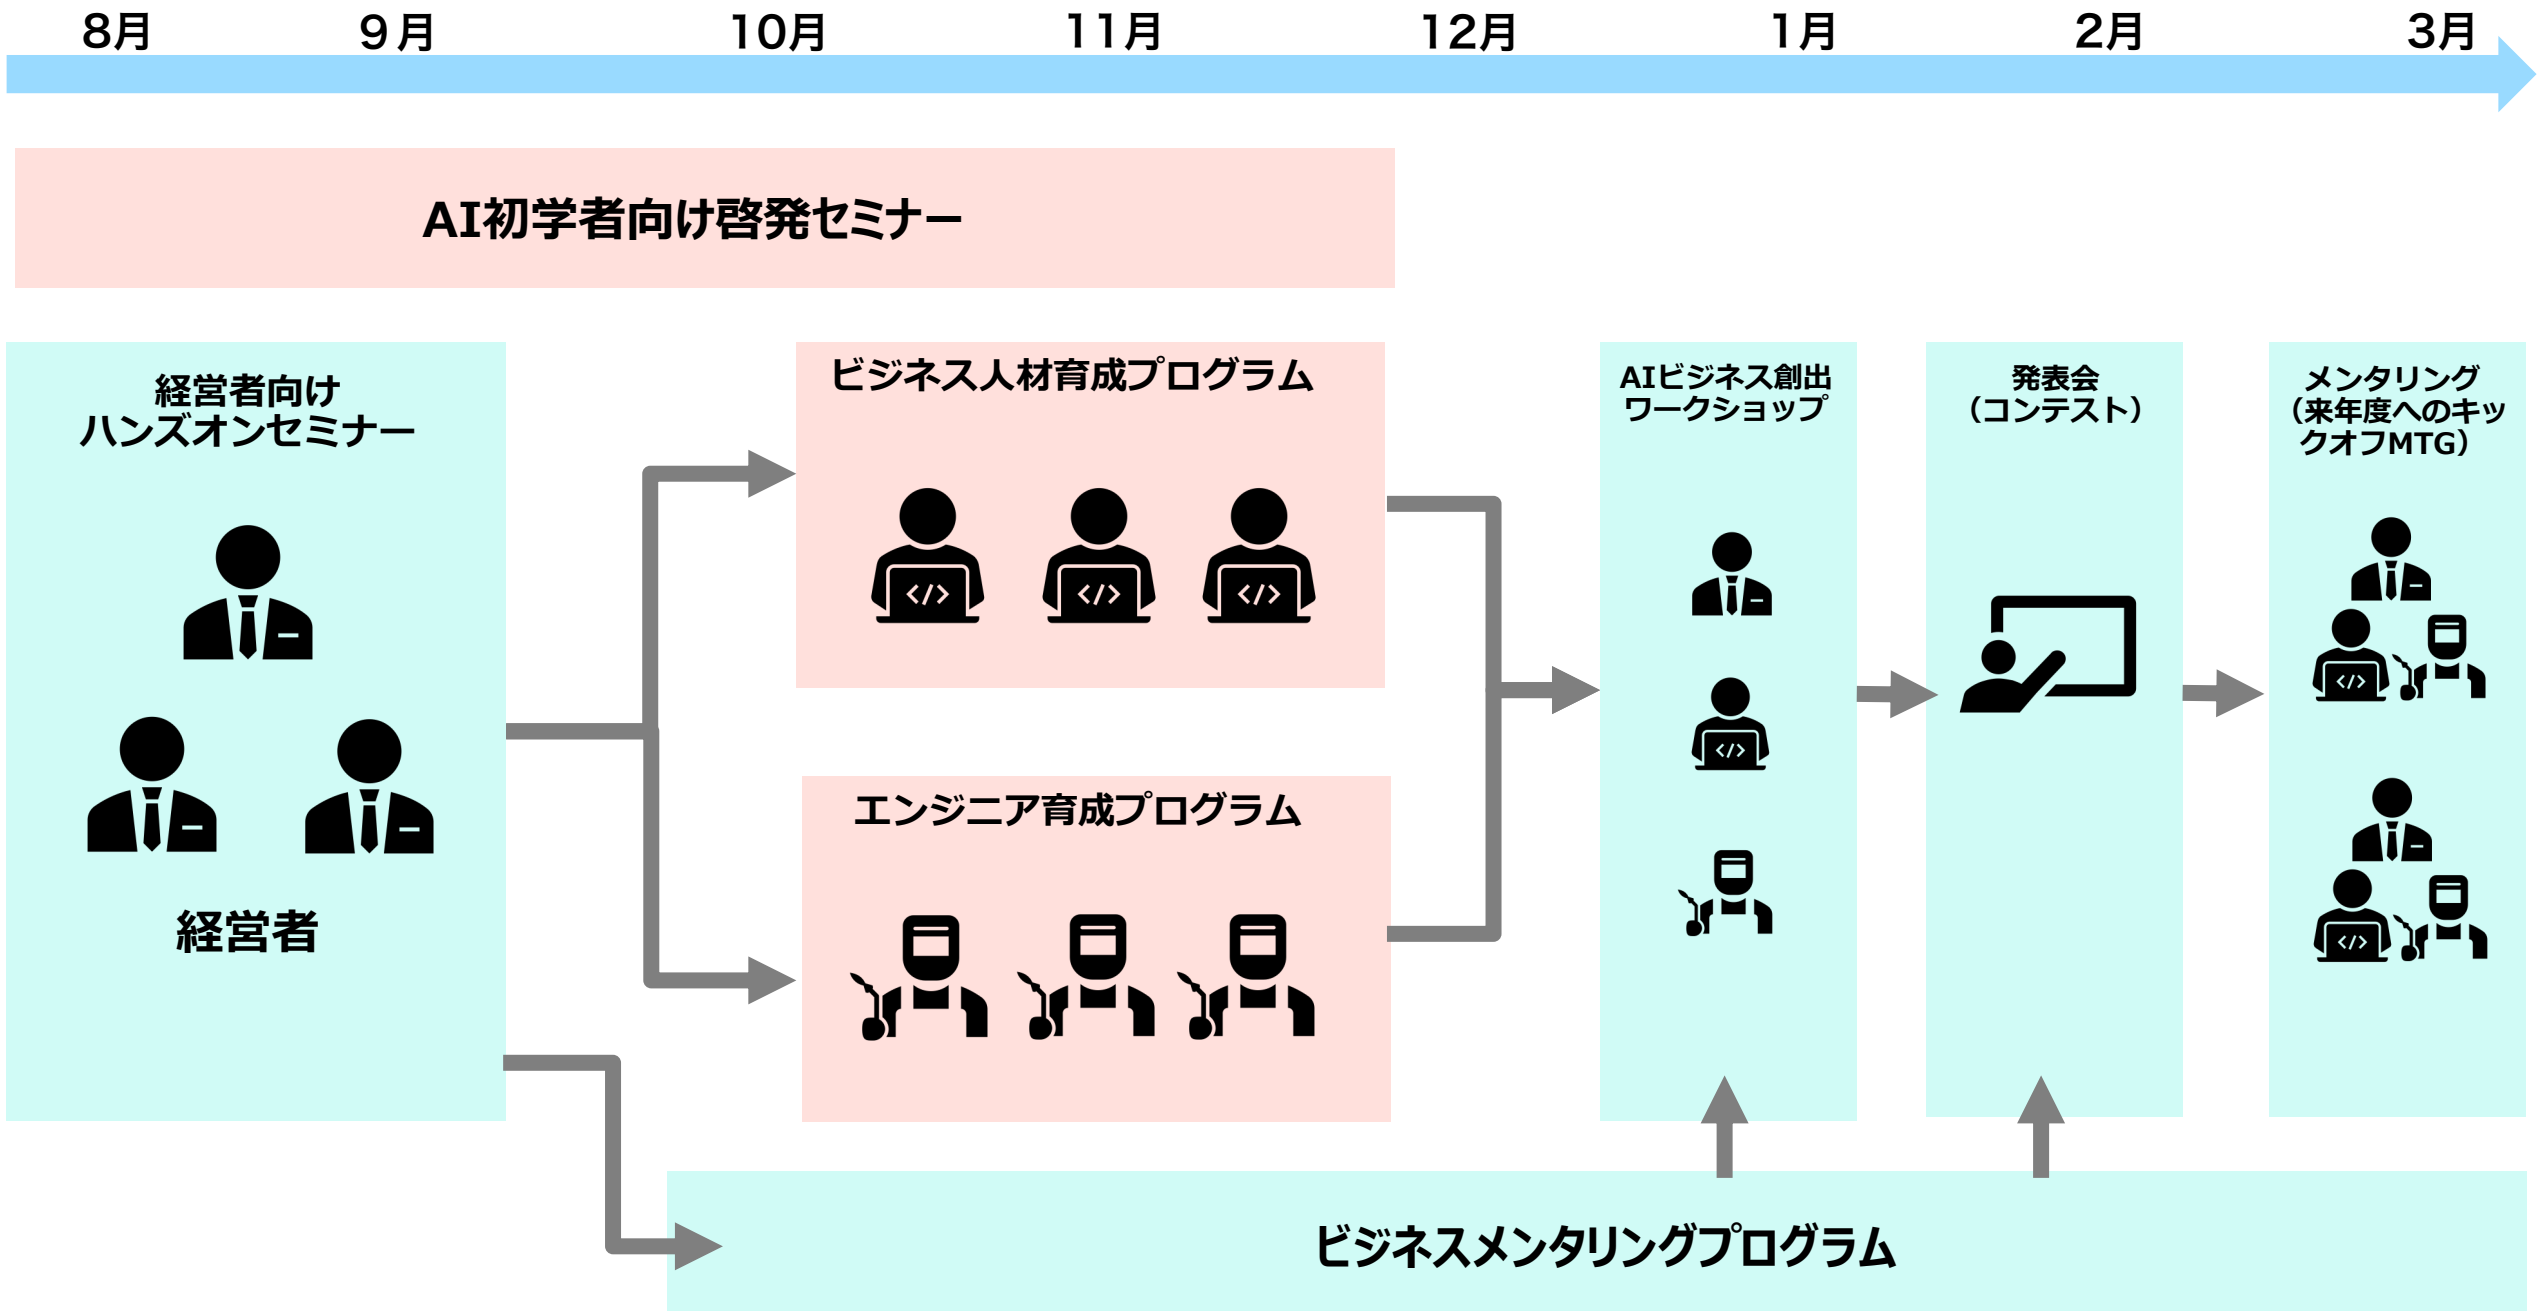 8月 9月 10月 11月 12月 1月 2月 3月
AI初学者向け啓発セミナー
経営者向け
ハンズオンセミナー
経営者
ビジネス人材育成プログラム
エンジニア育成プログラム
AIビジネス創出
ワークショップ
発表会
（コンテスト）
メンタリング
（来年度へのキッ
クオフMTG）
ビジネスメンタリングプログラム